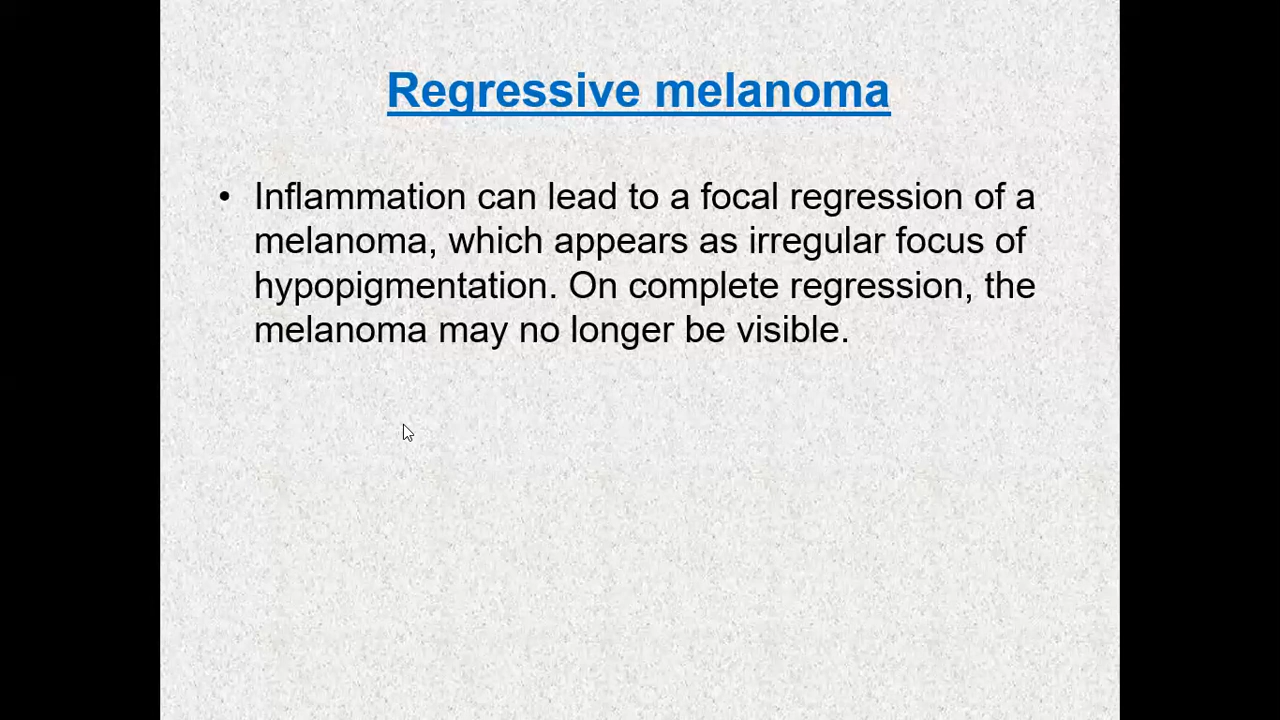 Regressive melanoma
• Inflammation can lead to a focal regression of a
melanoma, which appears as irregular focus of
hypopigmentation. On complete regression, the
melanoma may no longer be visible.